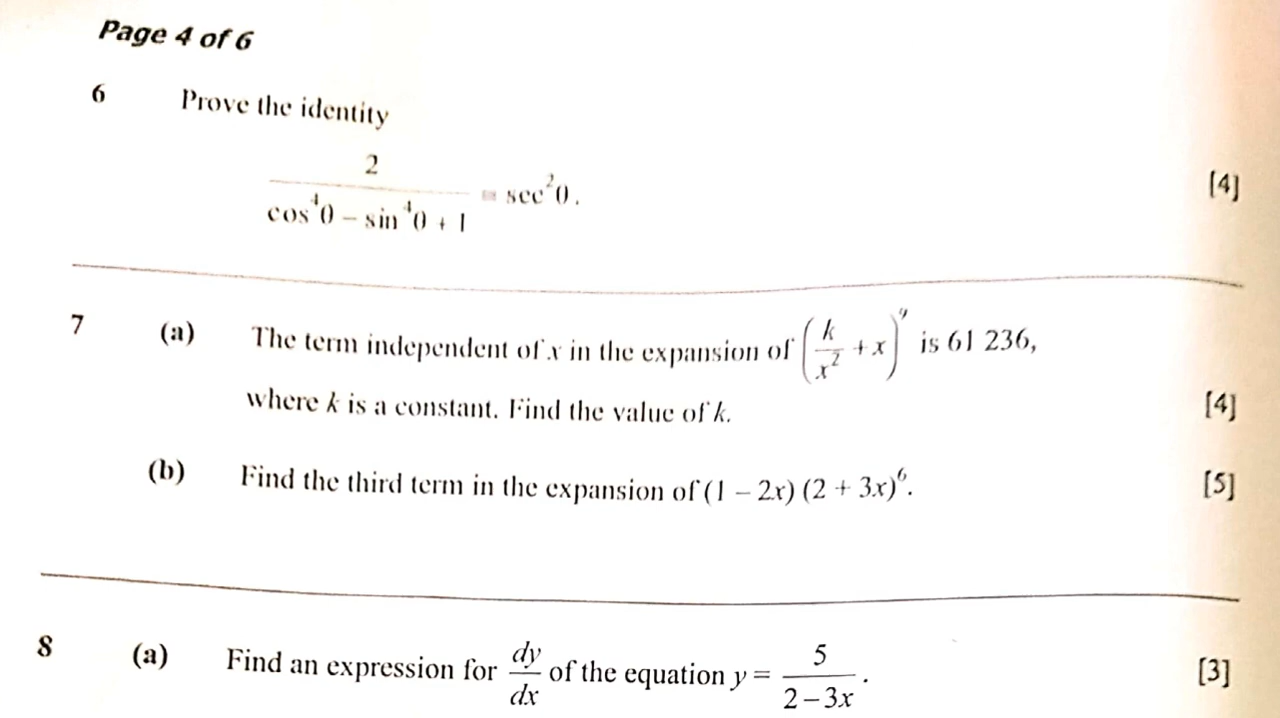 Page 4 of 6
6 Prove the identity
2 / (cos⁴θ – sin⁴θ + 1) = sec²θ. [4]
7 (a) The term independent of x in the expansion of (k/x² + x)⁹ is 61 236,
where k is a constant. Find the value of k. [4]
(b) Find the third term in the expansion of (1 – 2x) (2 + 3x)⁶. [5]
8 (a) Find an expression for dy/dx of the equation y = 5/(2 – 3x). [3]